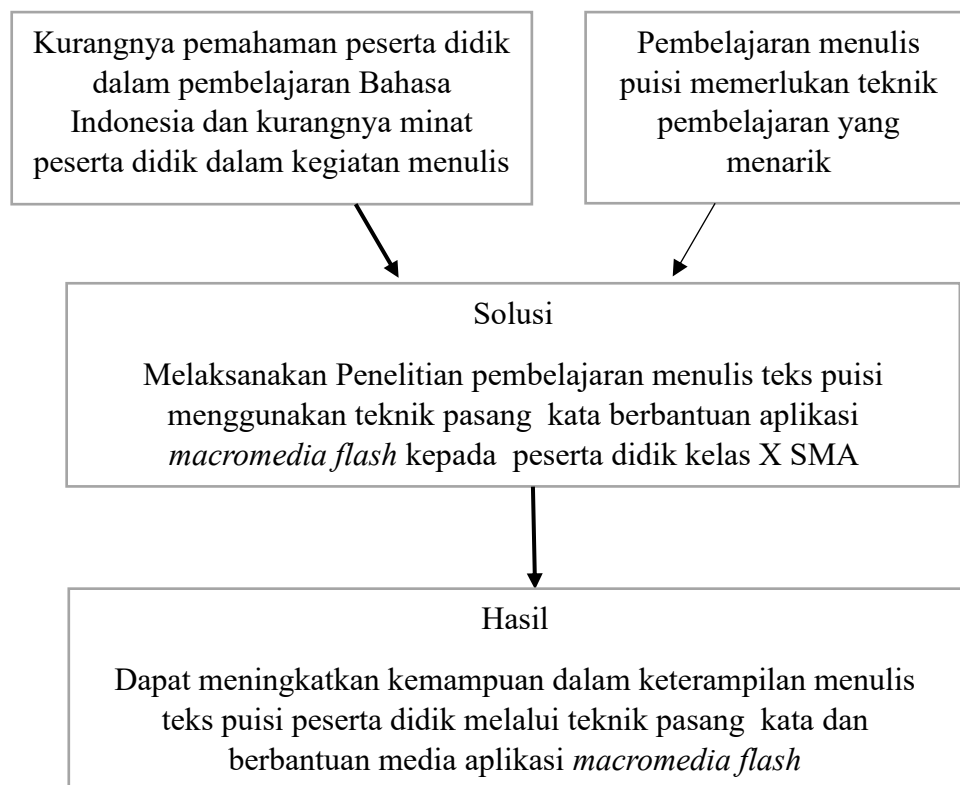 Kurangnya pemahaman peserta didik
dalam pembelajaran Bahasa
Indonesia dan kurangnya minat
peserta didik dalam kegiatan menulis
Pembelajaran menulis
puisi memerlukan teknik
pembelajaran yang
menarik
Solusi
Melaksanakan Penelitian pembelajaran menulis teks puisi
menggunakan teknik pasang  kata berbantuan aplikasi
macromedia flash kepada  peserta didik kelas X SMA
Hasil
Dapat meningkatkan kemampuan dalam keterampilan menulis
teks puisi peserta didik melalui teknik pasang  kata dan
berbantuan media aplikasi macromedia flash